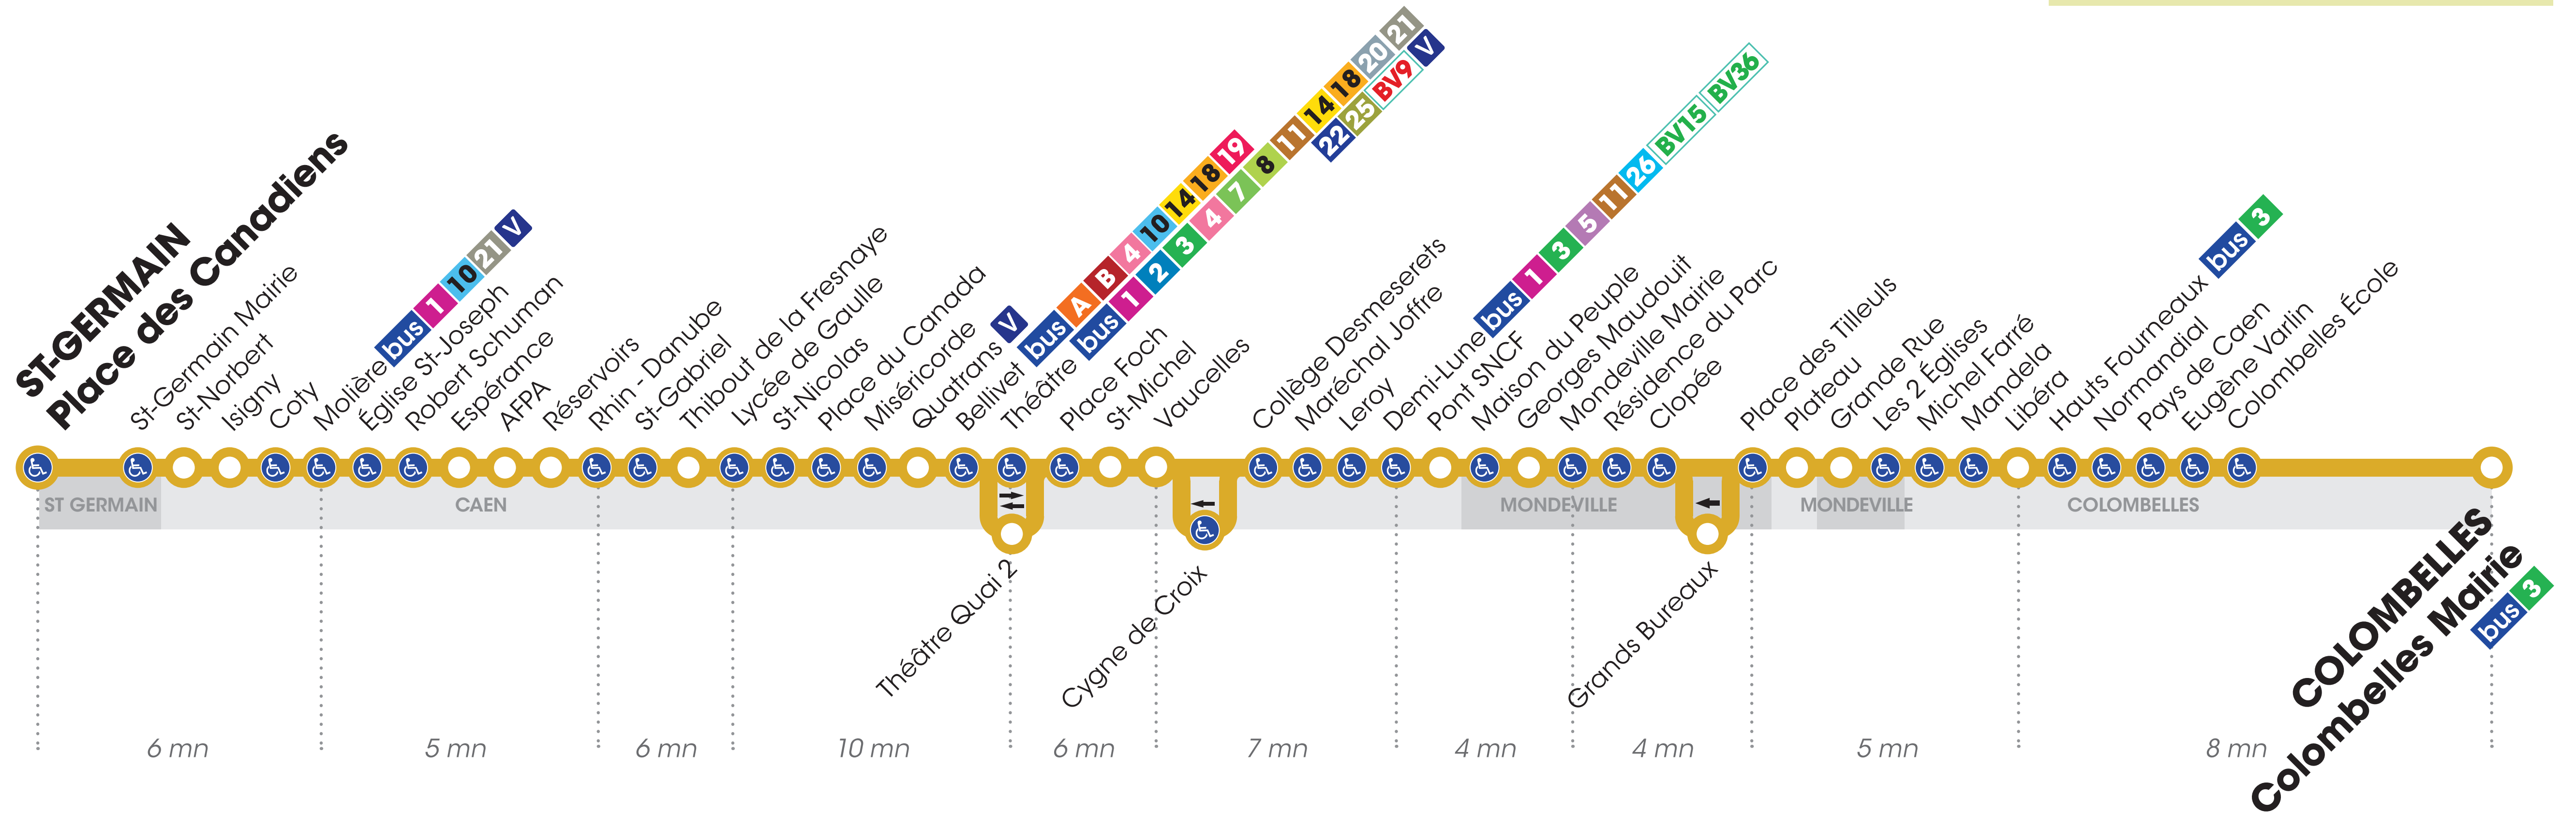 ST-GERMAIN
Place des Canadiens
St-Germain Mairie
St-Norbert
Isigny
Coty
Molière bus 1 10 21 V
Église St-Joseph
Robert Schuman
Espérance
AFPA
Réservoirs
Rhin - Danube
St-Gabriel
Thibout de la Fresnaye
Lycée de Gaulle
St-Nicolas
Place du Canada
Miséricorde
Quatrans V
Bellivet bus A B 4 10 14 18 19
Théâtre bus 1 2 3 4 7 8 11 14 18 20 21
22 25 BV9 V
Place Foch
St-Michel
Vaucelles
Collège Desmeserets
Maréchal Joffre
Leroy
Demi-Lune bus 1 3 5 11 26 BV15 BV36
Pont SNCF
Maison du Peuple
Georges Maudouit
Mondeville Mairie
Résidence du Parc
Clopée
Place des Tilleuls
Plateau
Grande Rue
Les 2 Églises
Michel Farré
Mandela
Libéra
Hauts Fourneaux bus 3
Normandial
Pays de Caen
Eugène Varlin
Colombelles École
ST GERMAIN
CAEN
MONDEVILLE
MONDEVILLE
COLOMBELLES
Théâtre Quai 2
Cygne de Croix
Grands Bureaux
COLOMBELLES
Colombelles Mairie
bus 3
6 mn
5 mn
6 mn
10 mn
6 mn
7 mn
4 mn
4 mn
5 mn
8 mn